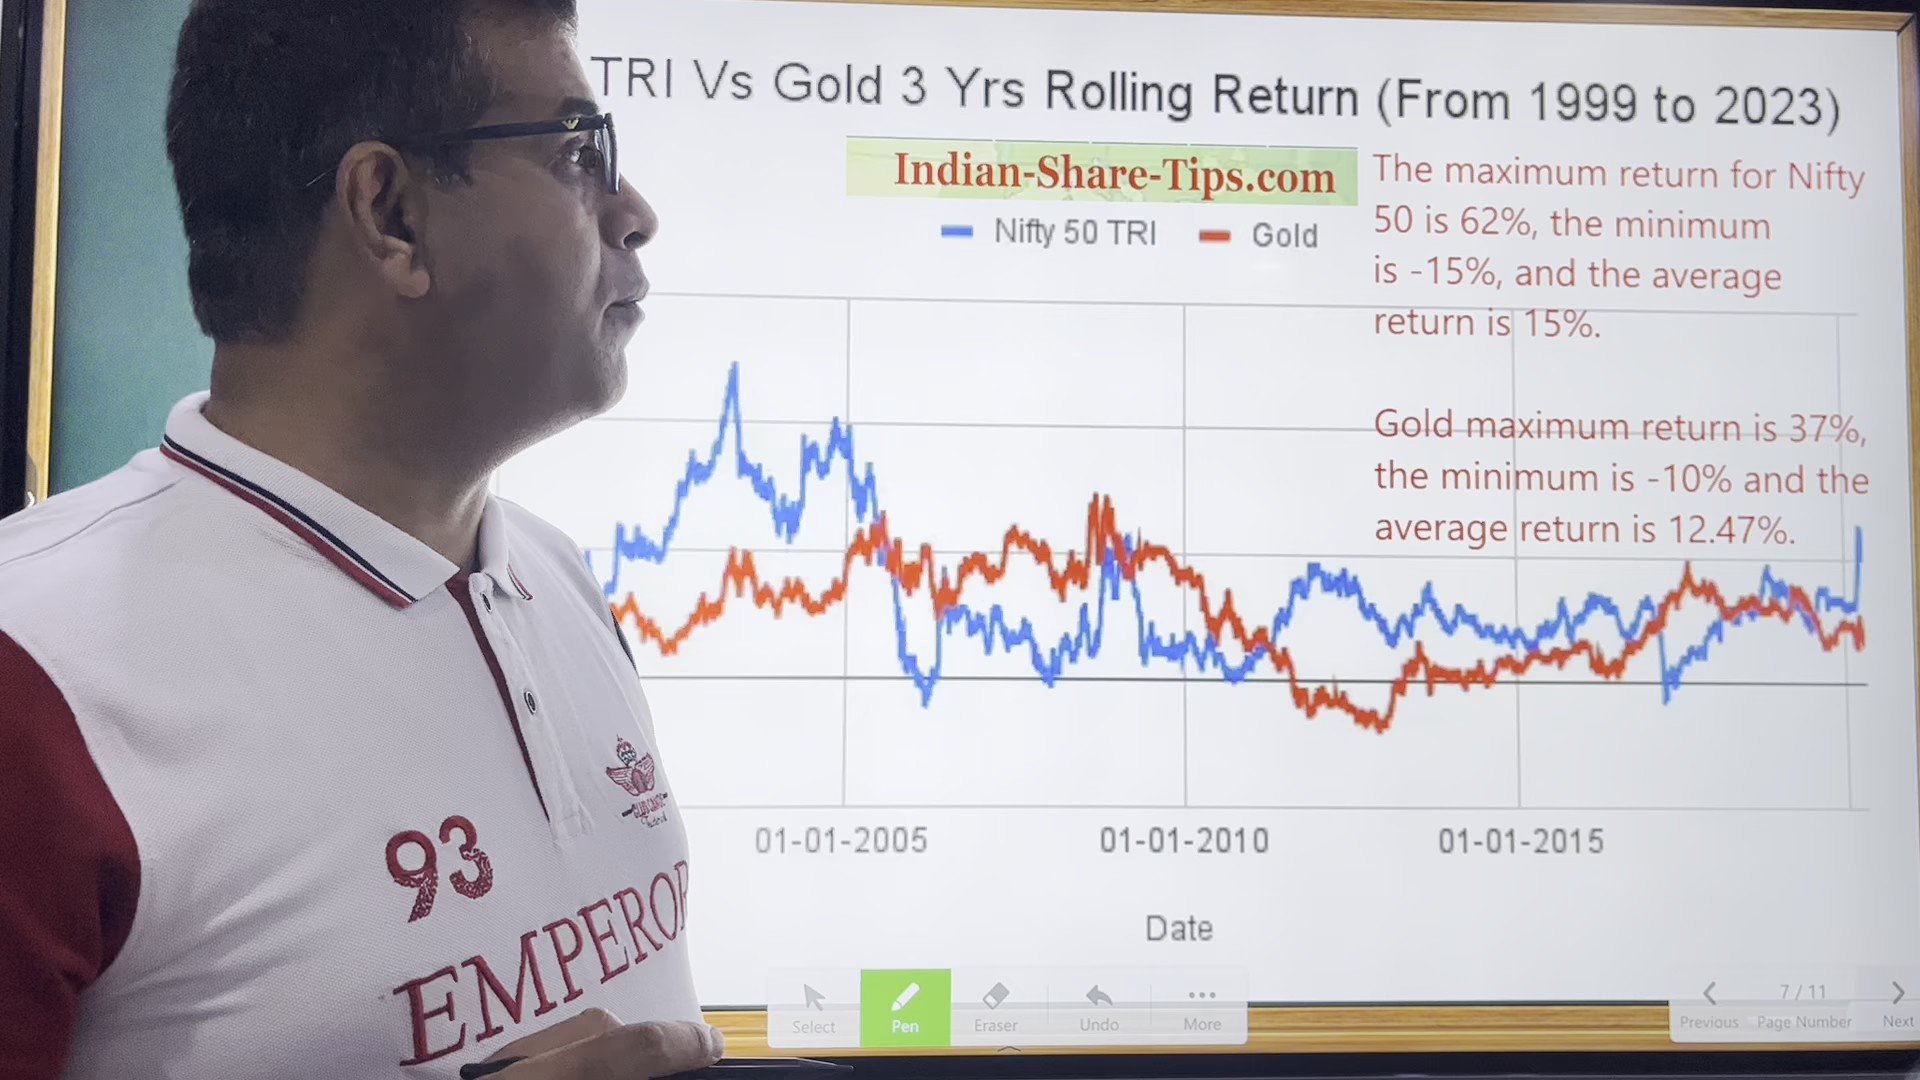 TRI Vs Gold 3 Yrs Rolling Return (From 1999 to 2023)
Indian-Share-Tips.com
Nifty 50 TRI
Gold
The maximum return for Nifty
50 is 62%, the minimum
is -15%, and the average
return is 15%.
Gold maximum return is 37%,
the minimum is -10% and the
average return is 12.47%.
01-01-2005
01-01-2010
01-01-2015
Date
93
EMPEROR
Select
Pen
Eraser
Undo
More
7 / 11
Previous
Page Number
Next